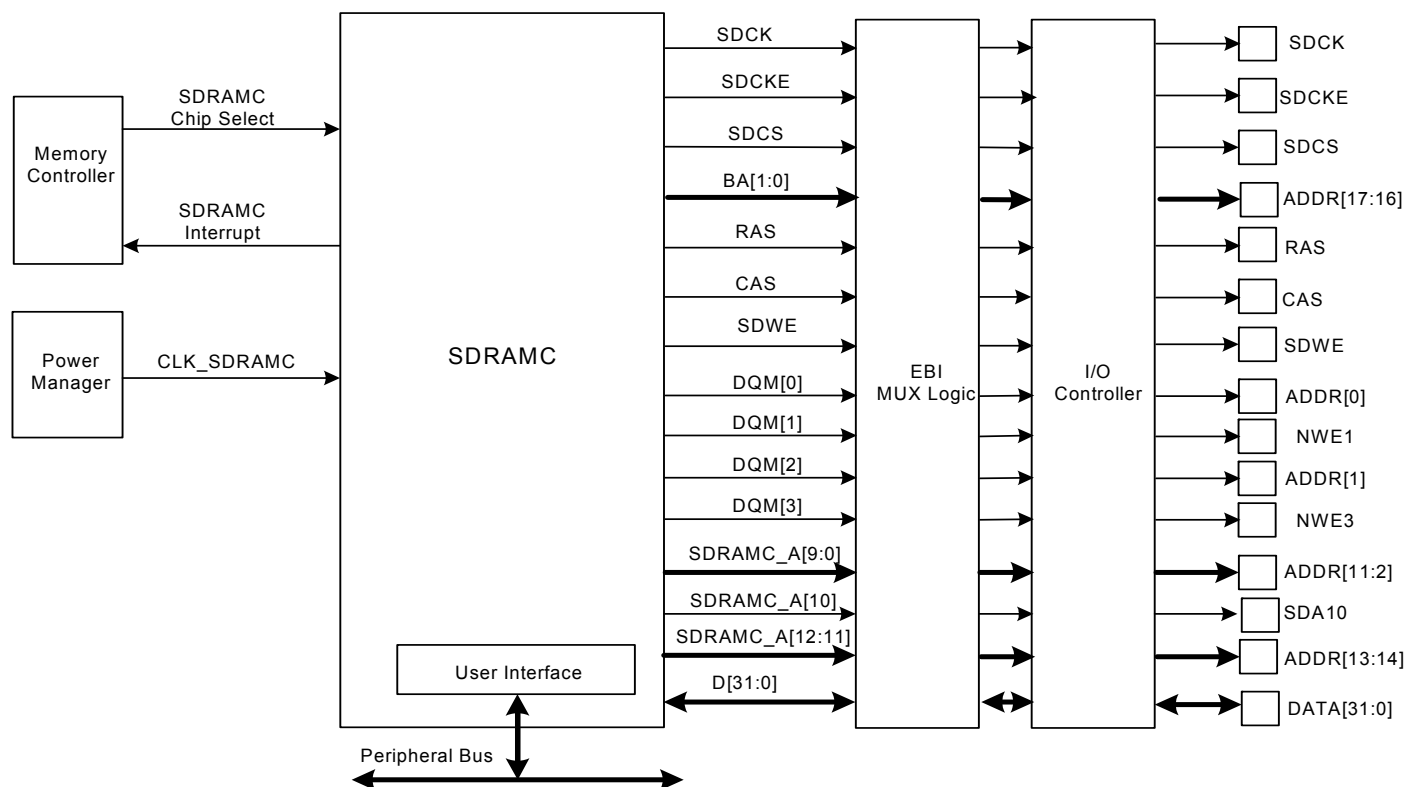 SDRAMC
Chip Select
Memory
Controller
SDRAMC
Interrupt
Power
Manager
CLK_SDRAMC
SDRAMC
User Interface
Peripheral Bus
SDCK
SDCKE
SDCS
BA[1:0]
RAS
CAS
SDWE
DQM[0]
DQM[1]
DQM[2]
DQM[3]
SDRAMC_A[9:0]
SDRAMC_A[10]
SDRAMC_A[12:11]
D[31:0]
EBI
MUX Logic
I/O
Controller
SDCK
SDCKE
SDCS
ADDR[17:16]
RAS
CAS
SDWE
ADDR[0]
NWE1
ADDR[1]
NWE3
ADDR[11:2]
SDA10
ADDR[13:14]
DATA[31:0]